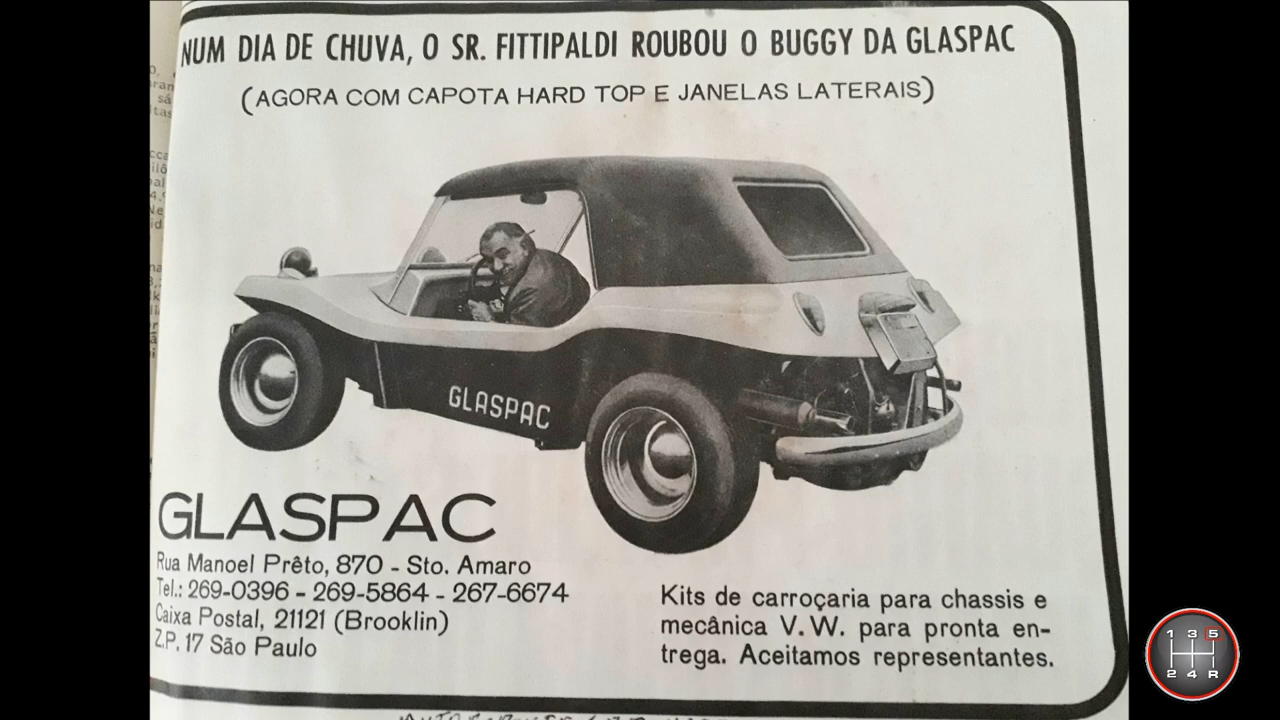 NUM DIA DE CHUVA, O SR. FITTIPALDI ROUBOU O BUGGY DA GLASPAC
(AGORA COM CAPOTA HARD TOP E JANELAS LATERAIS)
GLASPAC
GLASPAC
Rua Manoel Prêto, 870 - Sto. Amaro
Tel.: 269-0396 - 269-5864 - 267-6674
Caixa Postal, 21121 (Brooklin)
Z.P. 17 São Paulo
Kits de carroçaria para chassis e
mecânica V.W. para pronta en-
trega. Aceitamos representantes.
1 3 5
2 4 R